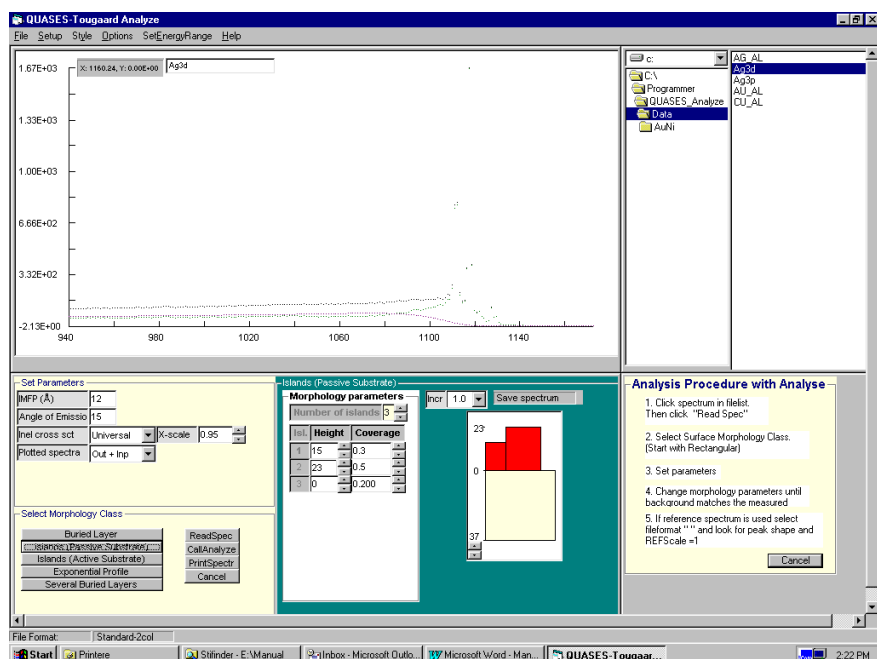 QUASES-Tougaard Analyze
File Setup Style Options SetEnergyRange Help
X: 1160.24, Y: 0.00E+00 Ag3d
1.67E+03
1.33E+03
1.00E+03
6.66E+02
3.32E+02
-2.13E+00
940 980 1020 1060 1100 1140
c:
C:\
Programmer
QUASES_Analyze
Data
AuNi
AG_AL
Ag3d
Ag3p
AU_AL
CU_AL
Set Parameters
IMFP (Å) 12
Angle of Emissio 15
Inel cross sct Universal X-scale 0.95
Plotted spectra Out + Inp
Select Morphology Class
Buried Layer
Islands (Passive Substrate)
Islands (Active Substrate)
Exponential Profile
Several Buried Layers
ReadSpec
CallAnalyze
PrintSpectr
Cancel
Islands (Passive Substrate)
Morphology parameters
Number of islands 3
Isl. Height Coverage
1 15 0.3
2 23 0.5
3 0 0.200
Incr 1.0 Save spectrum
23
0
37
Analysis Procedure with Analyse
1. Click spectrum in filelist.
Then click "Read Spec"
2. Select Surface Morphology Class.
(Start with Rectangular)
3. Set parameters
4. Change morphology parameters until
background matches the measured
5. If reference spectrum is used select
fileformat " " and look for peak shape and
REFScale =1
Cancel
File Format: Standard-2col
Start Printere Stifinder - E:\Manual Inbox - Microsoft Outlo... Microsoft Word - Man... QUASES-Tougaar... 2:22 PM